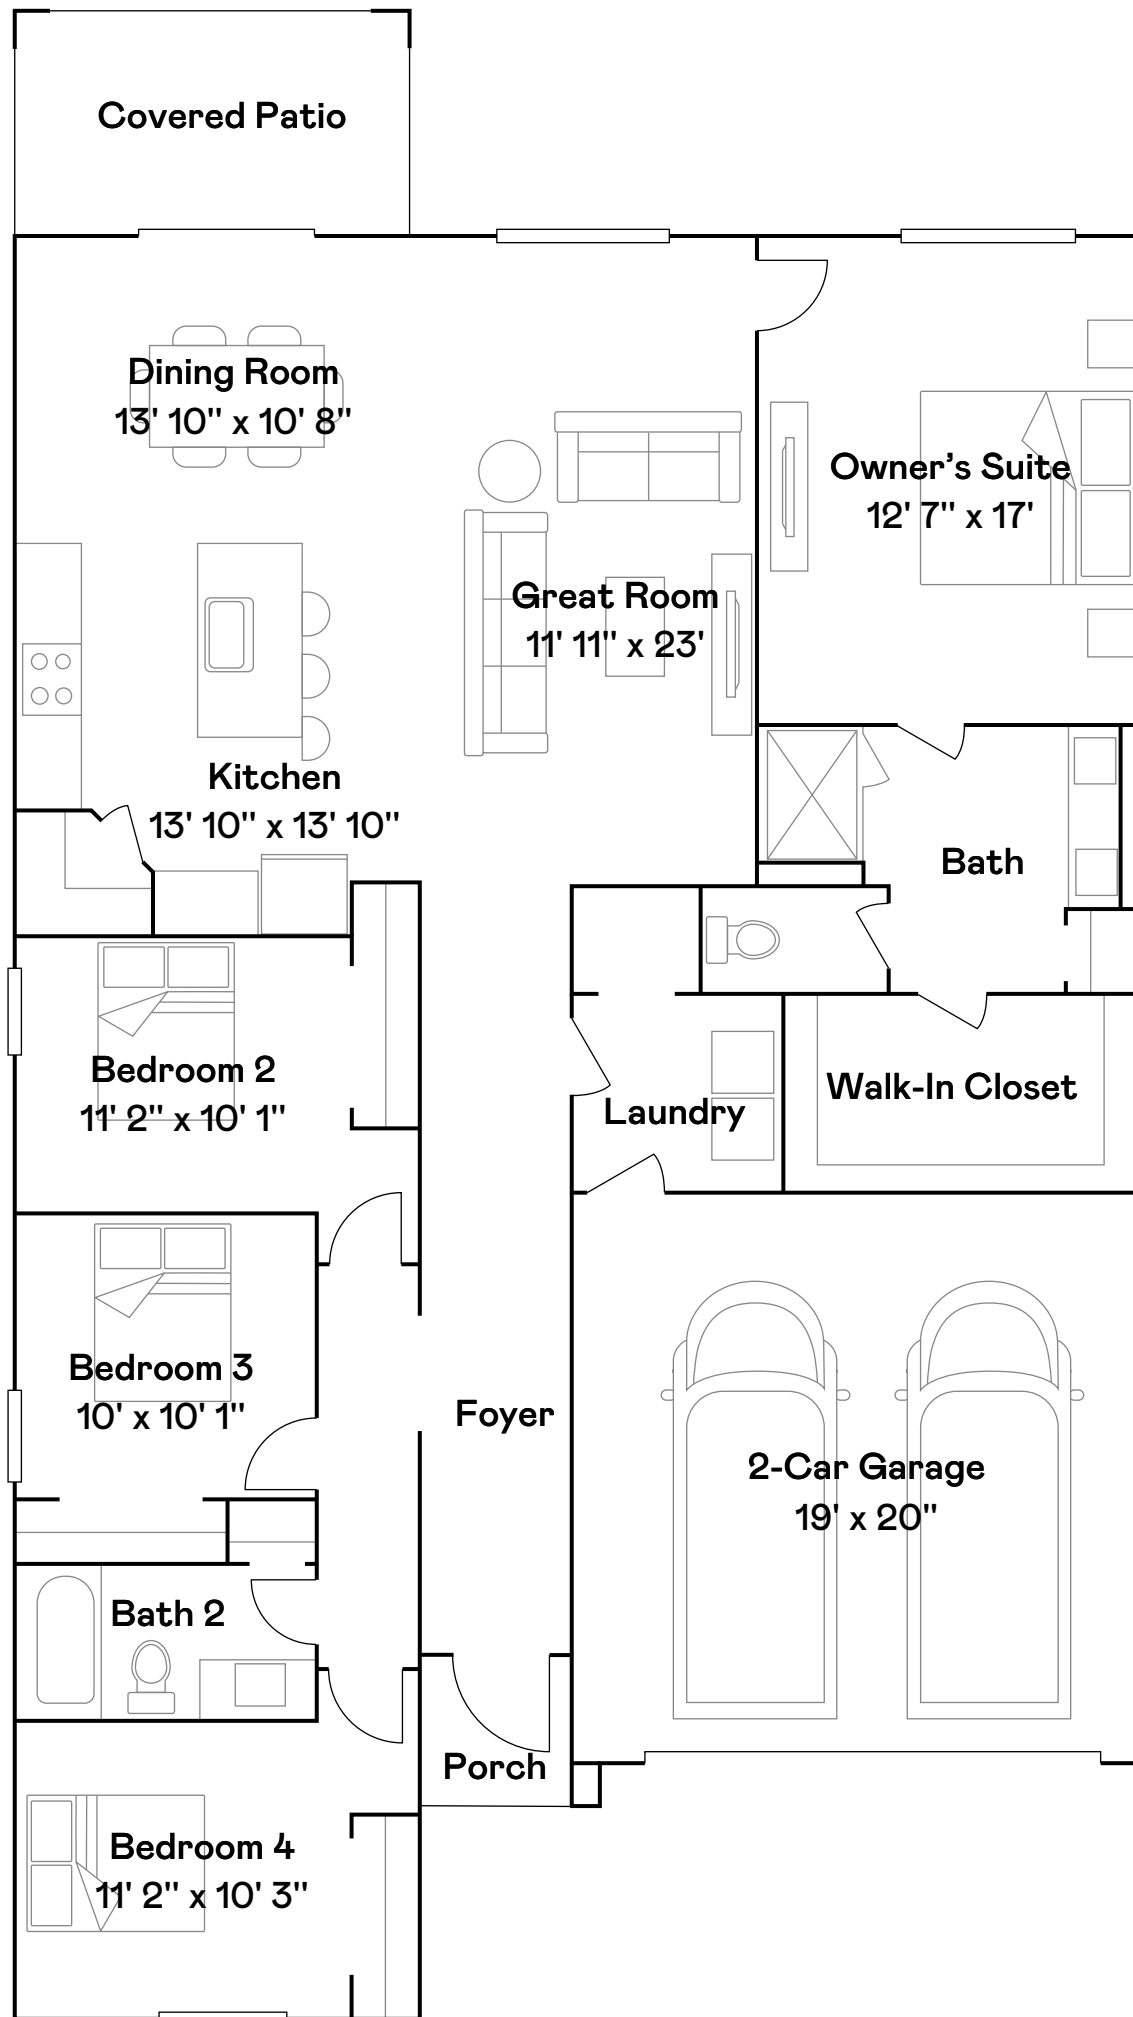 Covered Patio
Dining Room
13' 10" x 10' 8"
Owner’s Suite
12' 7" x 17'
Great Room
11' 11" x 23'
Kitchen
13' 10" x 13' 10"
Bath
Bedroom 2
11' 2" x 10' 1"
Laundry
Walk-In Closet
Bedroom 3
10' x 10' 1"
Foyer
2-Car Garage
19' x 20"
Bath 2
Porch
Bedroom 4
11' 2" x 10' 3"